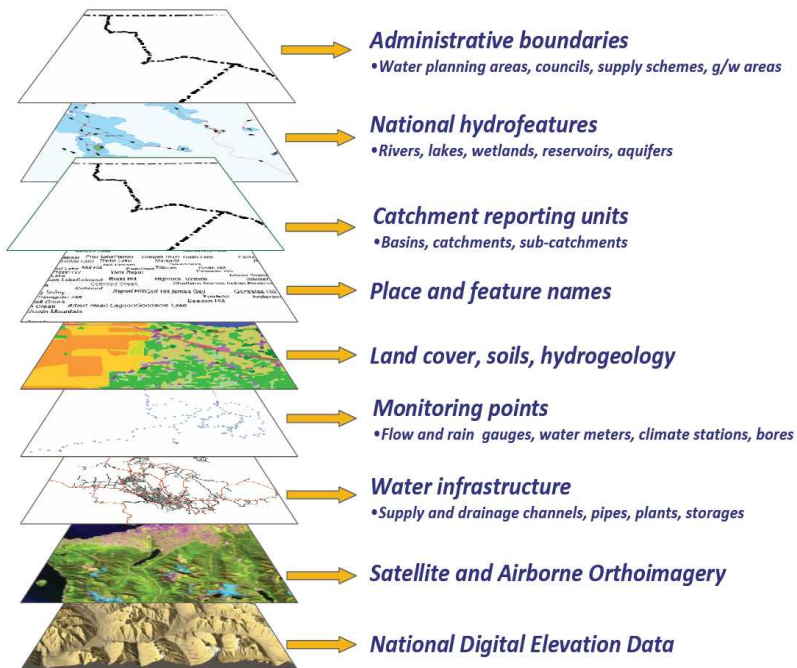 Administrative boundaries
•Water planning areas, councils, supply schemes, g/w areas
National hydrofeatures
•Rivers, lakes, wetlands, reservoirs, aquifers
Catchment reporting units
•Basins, catchments, sub-catchments
Place and feature names
Land cover, soils, hydrogeology
Monitoring points
•Flow and rain gauges, water meters, climate stations, bores
Water infrastructure
•Supply and drainage channels, pipes, plants, storages
Satellite and Airborne Orthoimagery
National Digital Elevation Data